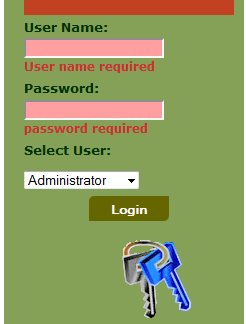 User Name:
User name required
Password:
password required
Select User:
Administrator
Login